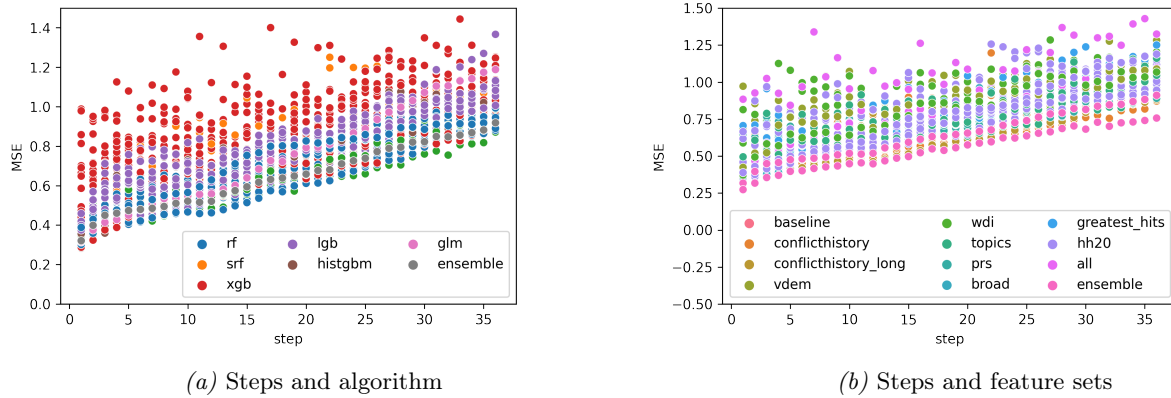 1.4
1.2
1.0
0.8
0.6
0.4
0.2
0.0
MSE
0 5 10 15 20 25 30 35
step
rf
srf
xgb
lgb
histgbm
glm
ensemble
(a) Steps and algorithm
1.50
1.25
1.00
0.75
0.50
0.25
0.00
−0.25
−0.50
MSE
0 5 10 15 20 25 30 35
step
baseline
conflicthistory
conflicthistory_long
vdem
wdi
topics
prs
broad
greatest_hits
hh20
all
ensemble
(b) Steps and feature sets